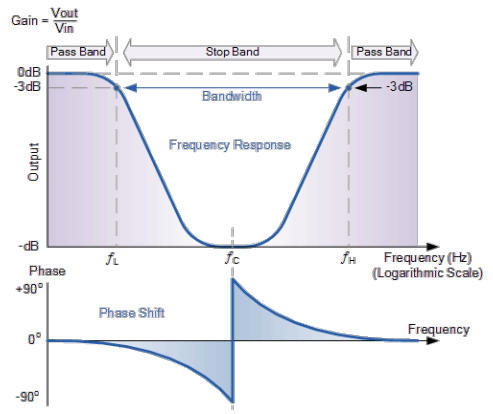 Gain = Vout
Vin
Pass Band Stop Band Pass Band
0dB
-3dB -3dB
Bandwidth
Frequency Response
Output
-dB
fL fC fH Frequency (Hz)
(Logarithmic Scale)
Phase
+90°
Phase Shift
0° Frequency
-90°